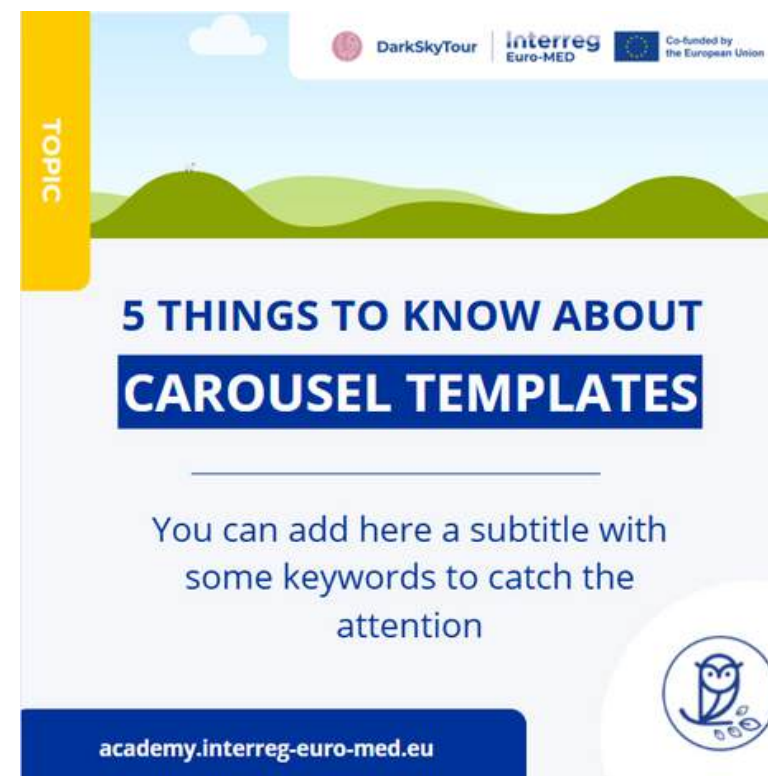 DarkSkyTour
Interreg
Euro-MED
Co-funded by
the European Union
TOPIC
5 THINGS TO KNOW ABOUT
CAROUSEL TEMPLATES
You can add here a subtitle with
some keywords to catch the
attention
academy.interreg-euro-med.eu